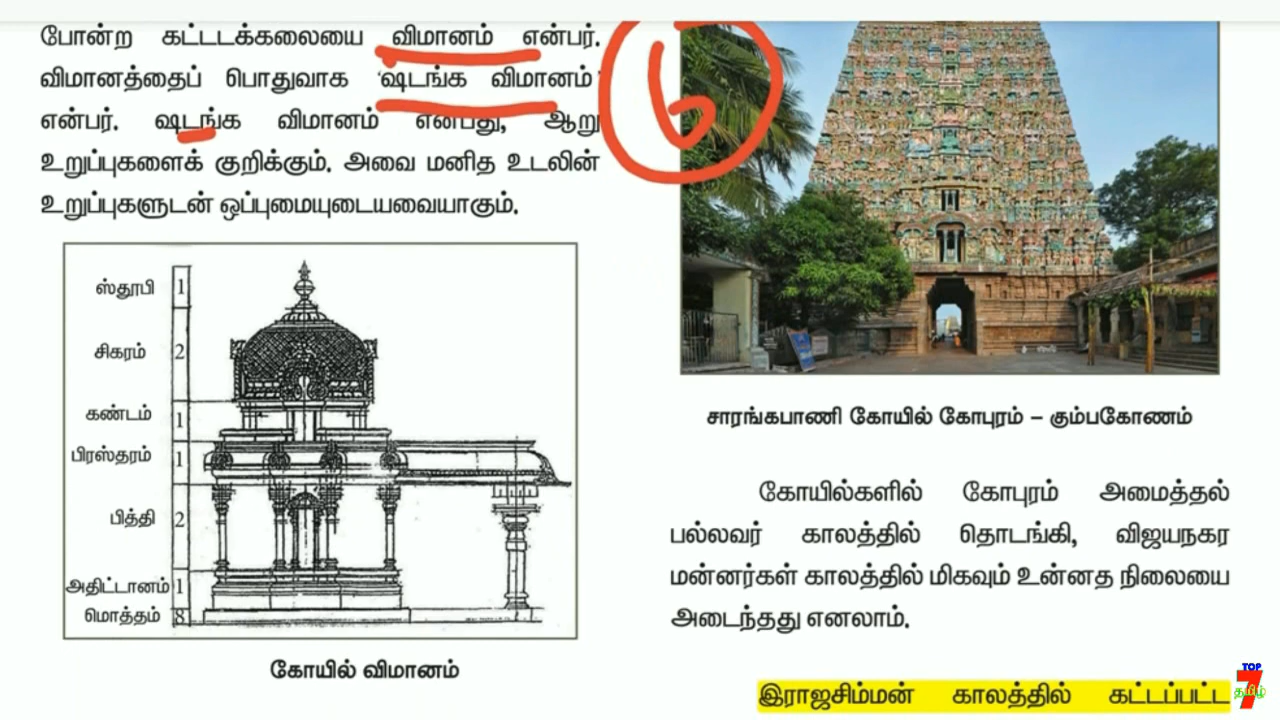 போன்ற கட்டடக்கலையை விமானம் என்பர்.
விமானத்தைப் பொதுவாக 'ஷடங்க விமானம்'
என்பர். ஷடங்க விமானம் என்பது, ஆறு
உறுப்புகளைக் குறிக்கும். அவை மனித உடலின்
உறுப்புகளுடன் ஒப்புமையுடையவையாகும்.
6
ஸ்தூபி 1
சிகரம் 2
கண்டம் 1
பிரஸ்தரம் 1
பித்தி 2
அதிட்டானம் 1
மொத்தம் 8
கோயில் விமானம்
சாரங்கபாணி கோயில் கோபுரம் – கும்பகோணம்
கோயில்களில் கோபுரம் அமைத்தல்
பல்லவர் காலத்தில் தொடங்கி, விஜயநகர
மன்னர்கள் காலத்தில் மிகவும் உன்னத நிலையை
அடைந்தது எனலாம்.
இராஜசிம்மன் காலத்தில் கட்டப்பட்ட
TOP
7
தமிழ்